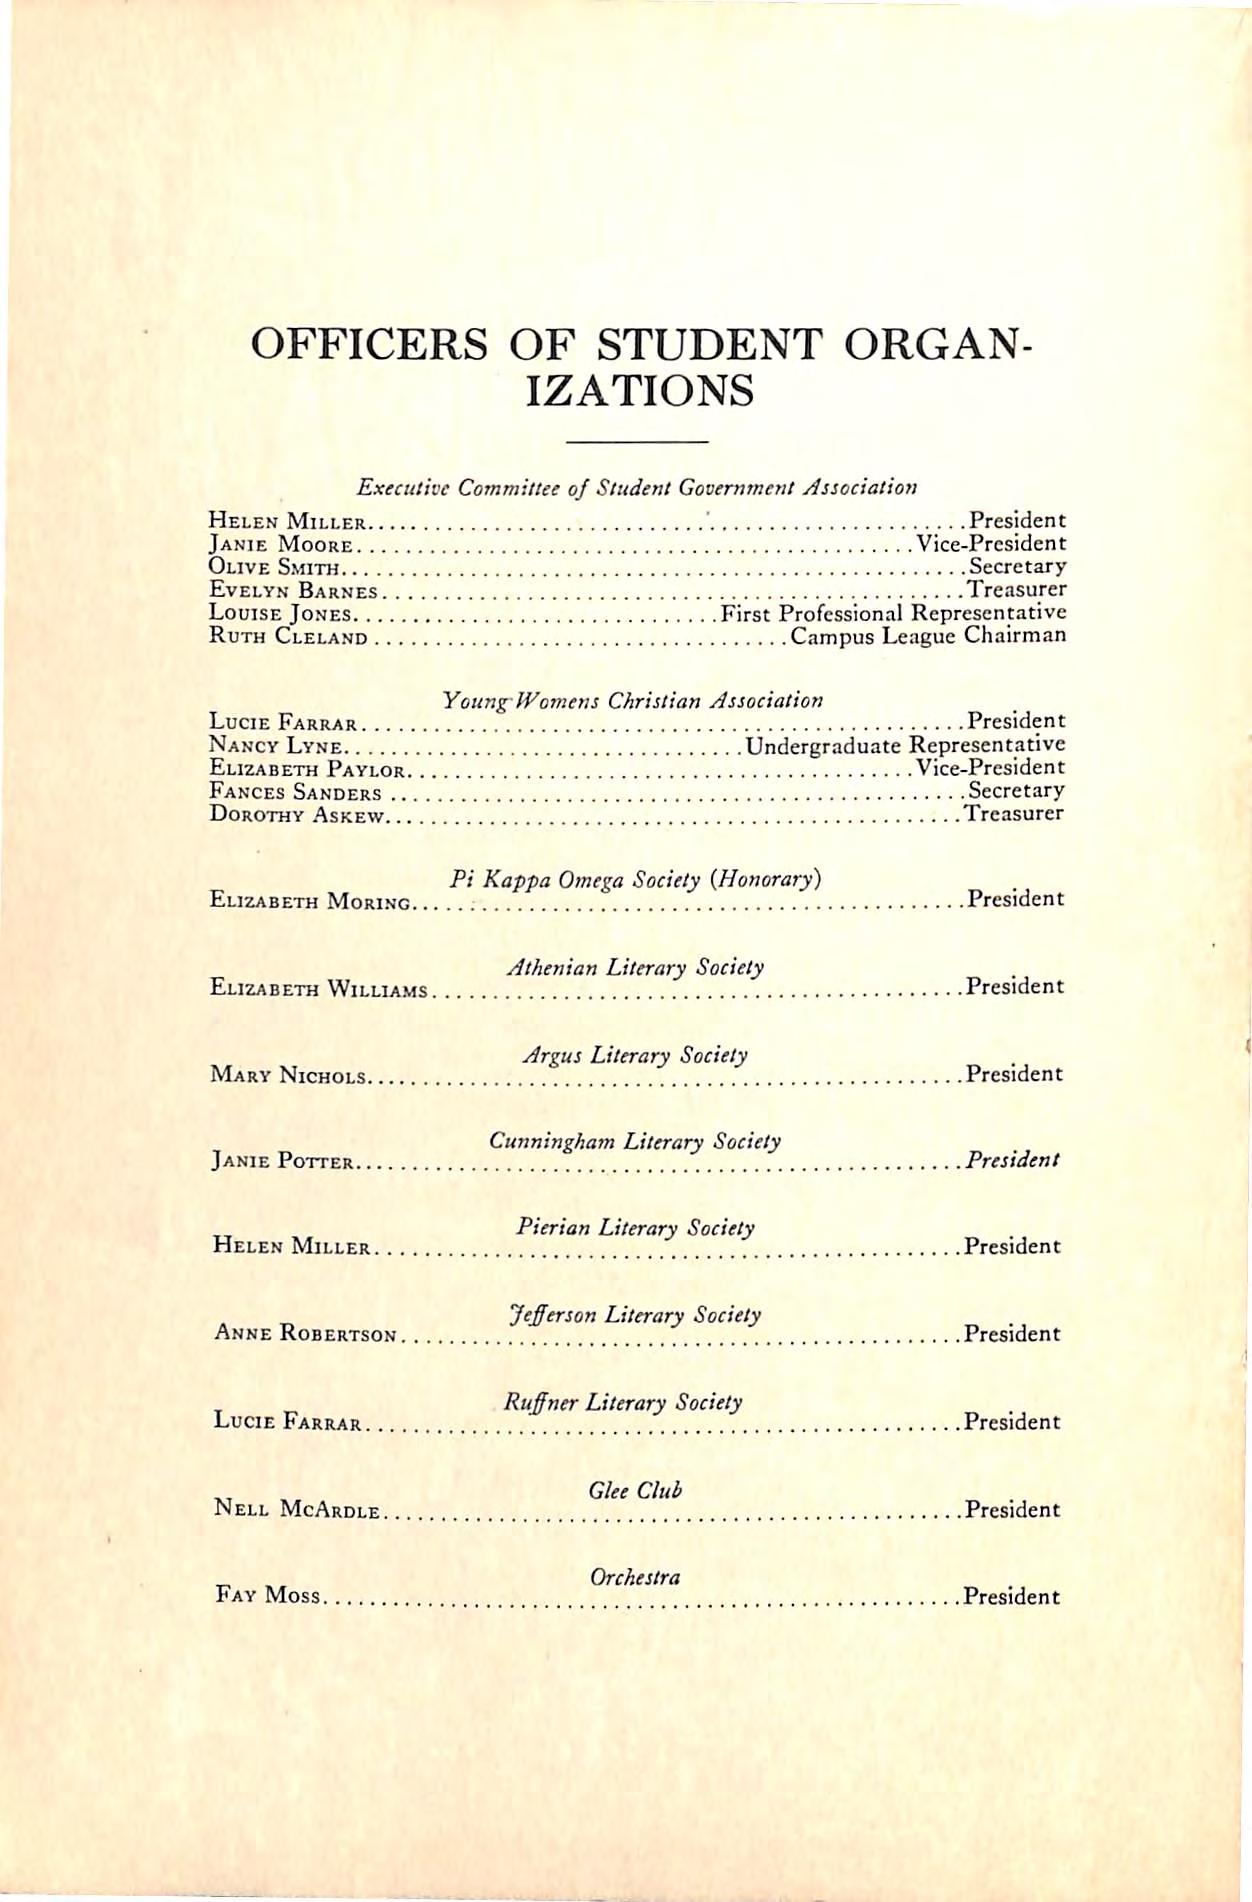 OFFICERS OF STUDENT ORGAN-
IZATIONS
Executive Committee of Student Government Association
HELEN MILLER. . . . . . . . . . . . . . . . . . . . . . . . . . . . . . President
JANIE MOORE. . . . . . . . . . . . . . . . . . . . . . . . . . . . . . Vice-President
OLIVE SMITH. . . . . . . . . . . . . . . . . . . . . . . . . . . . . . Secretary
EVELYN BARNES. . . . . . . . . . . . . . . . . . . . . . . . . . . . . . Treasurer
LOUISE JONES. . . . . . . . . . . . . . . . . . . . First Professional Representative
RUTH CLELAND . . . . . . . . . . . . . . . . . . . . Campus League Chairman
Young Womens Christian Association
LUCIE FARRAR. . . . . . . . . . . . . . . . . . . . . . . . . . . . . . President
NANCY LYNE. . . . . . . . . . . . . . . . . . . . Undergraduate Representative
ELIZABETH PAYLOR. . . . . . . . . . . . . . . . . . . . . . . . . . . . . . Vice-President
FANCES SANDERS . . . . . . . . . . . . . . . . . . . . . . . . . . . . . . Secretary
DOROTHY ASKEW. . . . . . . . . . . . . . . . . . . . . . . . . . . . . . Treasurer
Pi Kappa Omega Society (Honorary)
ELIZABETH MORING. . . . . . . . . . . . . . . . . . . . . . . . . . . . . . President
Athenian Literary Society
ELIZABETH WILLIAMS. . . . . . . . . . . . . . . . . . . . . . . . . . . . . . President
Argus Literary Society
MARY NICHOLS. . . . . . . . . . . . . . . . . . . . . . . . . . . . . . President
Cunningham Literary Society
JANIE POTTER. . . . . . . . . . . . . . . . . . . . . . . . . . . . . . President
Pierian Literary Society
HELEN MILLER. . . . . . . . . . . . . . . . . . . . . . . . . . . . . . President
Jefferson Literary Society
ANNE ROBERTSON. . . . . . . . . . . . . . . . . . . . . . . . . . . . . . President
Ruffner Literary Society
LUCIE FARRAR. . . . . . . . . . . . . . . . . . . . . . . . . . . . . . President
Glee Club
NELL MCARDLE. . . . . . . . . . . . . . . . . . . . . . . . . . . . . . President
Orchestra
FAY MOSS. . . . . . . . . . . . . . . . . . . . . . . . . . . . . . President